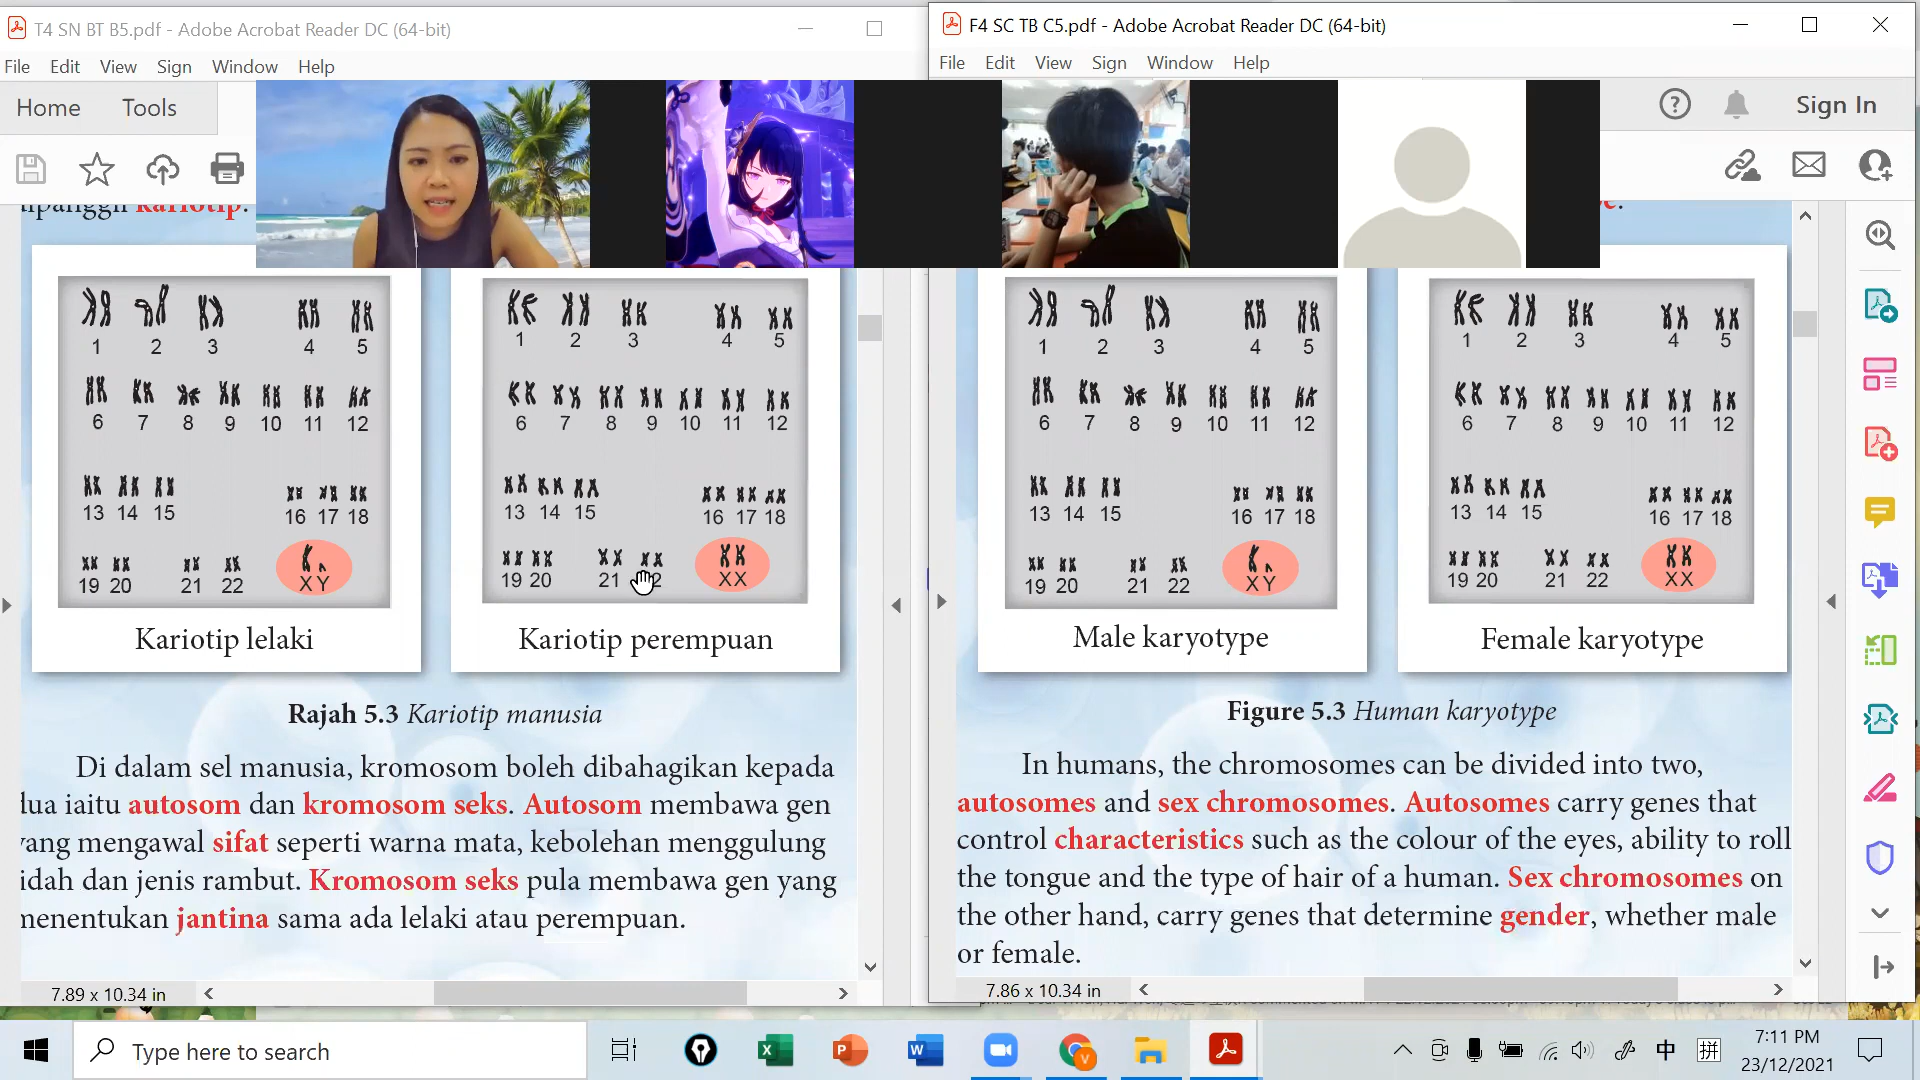 T4 SN BT B5.pdf - Adobe Acrobat Reader DC (64-bit)
File Edit View Sign Window Help
Home Tools
kariotip.
1 2 3 4 5
6 7 8 9 10 11 12
13 14 15 16 17 18
19 20 21 22 X Y
Kariotip lelaki
1 2 3 4 5
6 7 8 9 10 11 12
13 14 15 16 17 18
19 20 21 2 XX
Kariotip perempuan
Rajah 5.3 Kariotip manusia
Di dalam sel manusia, kromosom boleh dibahagikan kepada
dua iaitu autosom dan kromosom seks. Autosom membawa gen
yang mengawal sifat seperti warna mata, kebolehan menggulung
lidah dan jenis rambut. Kromosom seks pula membawa gen yang
menentukan jantina sama ada lelaki atau perempuan.
7.89 x 10.34 in
F4 SC TB C5.pdf - Adobe Acrobat Reader DC (64-bit)
File Edit View Sign Window Help
Sign In
1 2 3 4 5
6 7 8 9 10 11 12
13 14 15 16 17 18
19 20 21 22 X Y
Male karyotype
1 2 3 4 5
6 7 8 9 10 11 12
13 14 15 16 17 18
19 20 21 22 XX
Female karyotype
Figure 5.3 Human karyotype
In humans, the chromosomes can be divided into two,
autosomes and sex chromosomes. Autosomes carry genes that
control characteristics such as the colour of the eyes, ability to roll
the tongue and the type of hair of a human. Sex chromosomes on
the other hand, carry genes that determine gender, whether male
or female.
7.86 x 10.34 in
Type here to search
中 拼
7:11 PM
23/12/2021